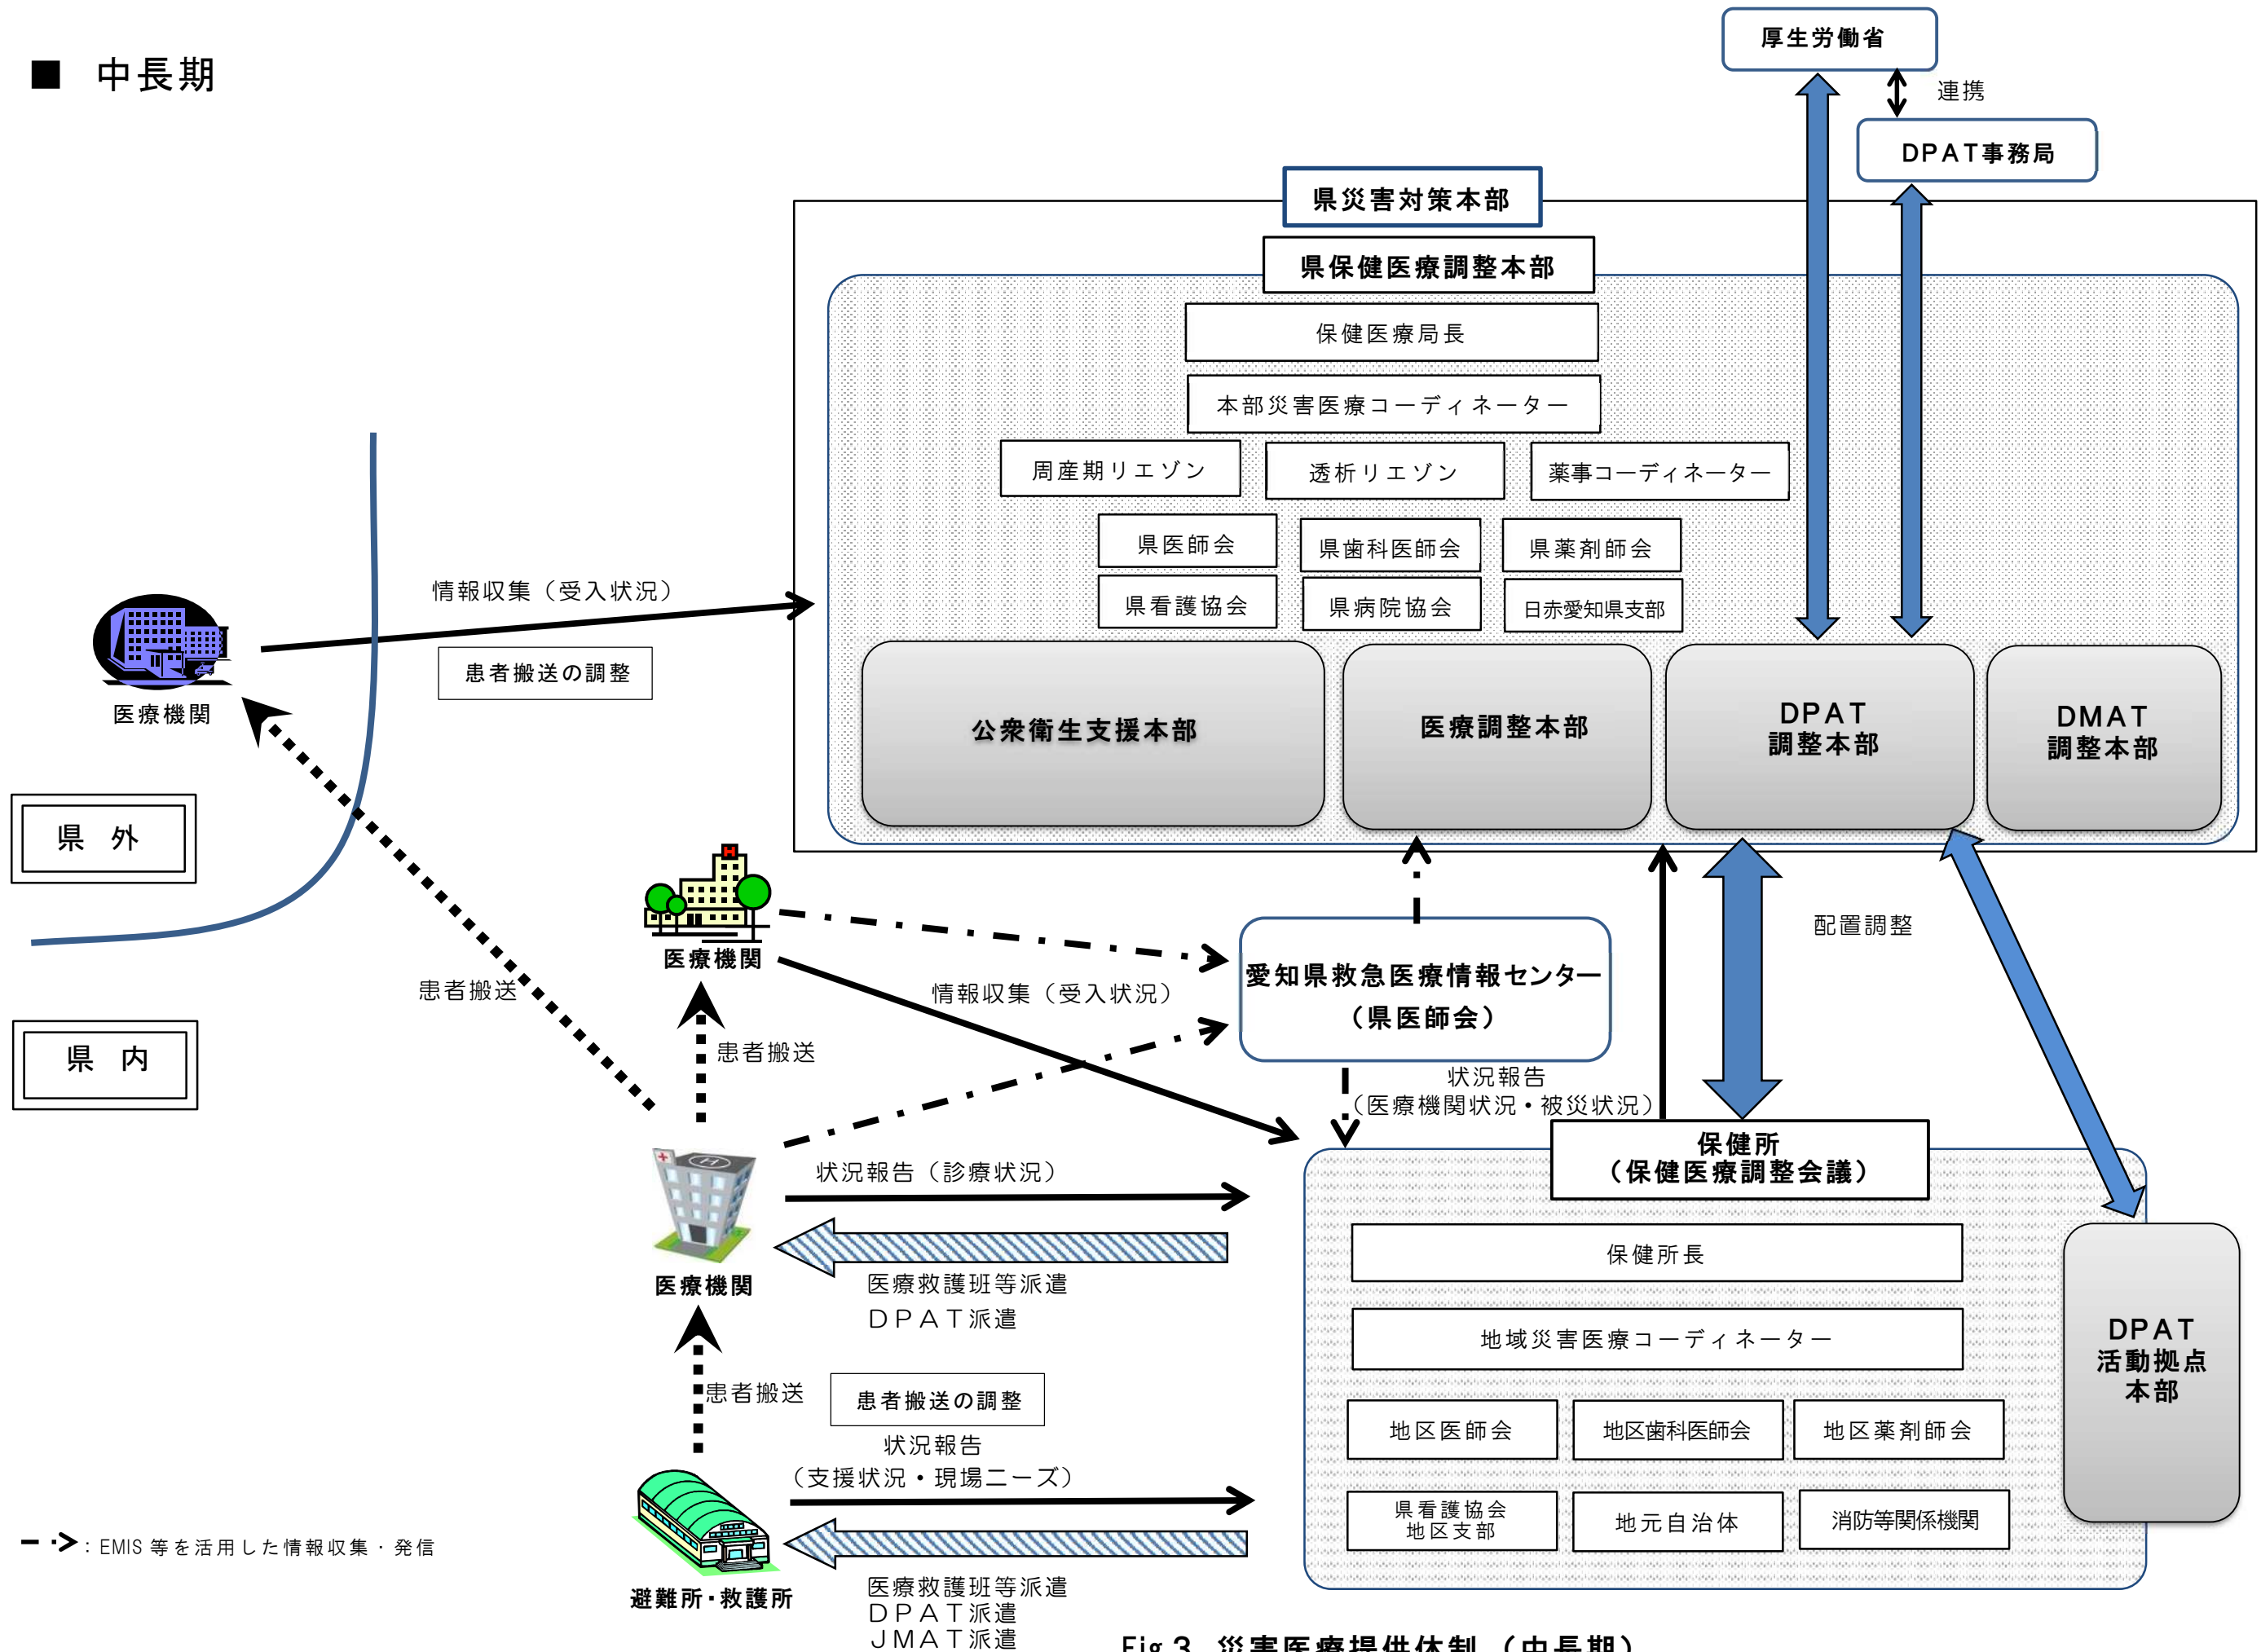 ■ 中長期
厚生労働省
連携
DPAT事務局
県災害対策本部
県保健医療調整本部
保健医療局長
本部災害医療コーディネーター
周産期リエゾン
透析リエゾン
薬事コーディネーター
県医師会
県歯科医師会
県薬剤師会
県看護協会
県病院協会
日赤愛知県支部
公衆衛生支援本部
医療調整本部
DPAT
調整本部
DMAT
調整本部
情報収集（受入状況）
患者搬送の調整
医療機関
県 外
県 内
患者搬送
医療機関
患者搬送
情報収集（受入状況）
愛知県救急医療情報センター
（県医師会）
配置調整
状況報告
（医療機関状況・被災状況）
保健所
（保健医療調整会議）
保健所長
地域災害医療コーディネーター
地区医師会
地区歯科医師会
地区薬剤師会
県看護協会
地区支部
地元自治体
消防等関係機関
DPAT
活動拠点
本部
状況報告（診療状況）
医療機関
医療救護班等派遣
ＤＰＡＴ派遣
患者搬送
患者搬送の調整
状況報告
（支援状況・現場ニーズ）
避難所・救護所
医療救護班等派遣
ＤＰＡＴ派遣
ＪＭＡＴ派遣
：EMIS 等を活用した情報収集・発信
Fig.3 災害医療提供体制（中長期）